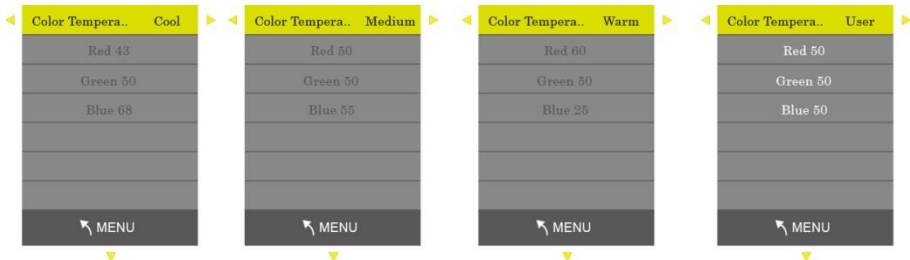 Color Tempera.. Cool
Red 43
Green 50
Blue 68
MENU
Color Tempera.. Medium
Red 50
Green 50
Blue 55
MENU
Color Tempera.. Warm
Red 60
Green 50
Blue 25
MENU
Color Tempera.. User
Red 50
Green 50
Blue 50
MENU